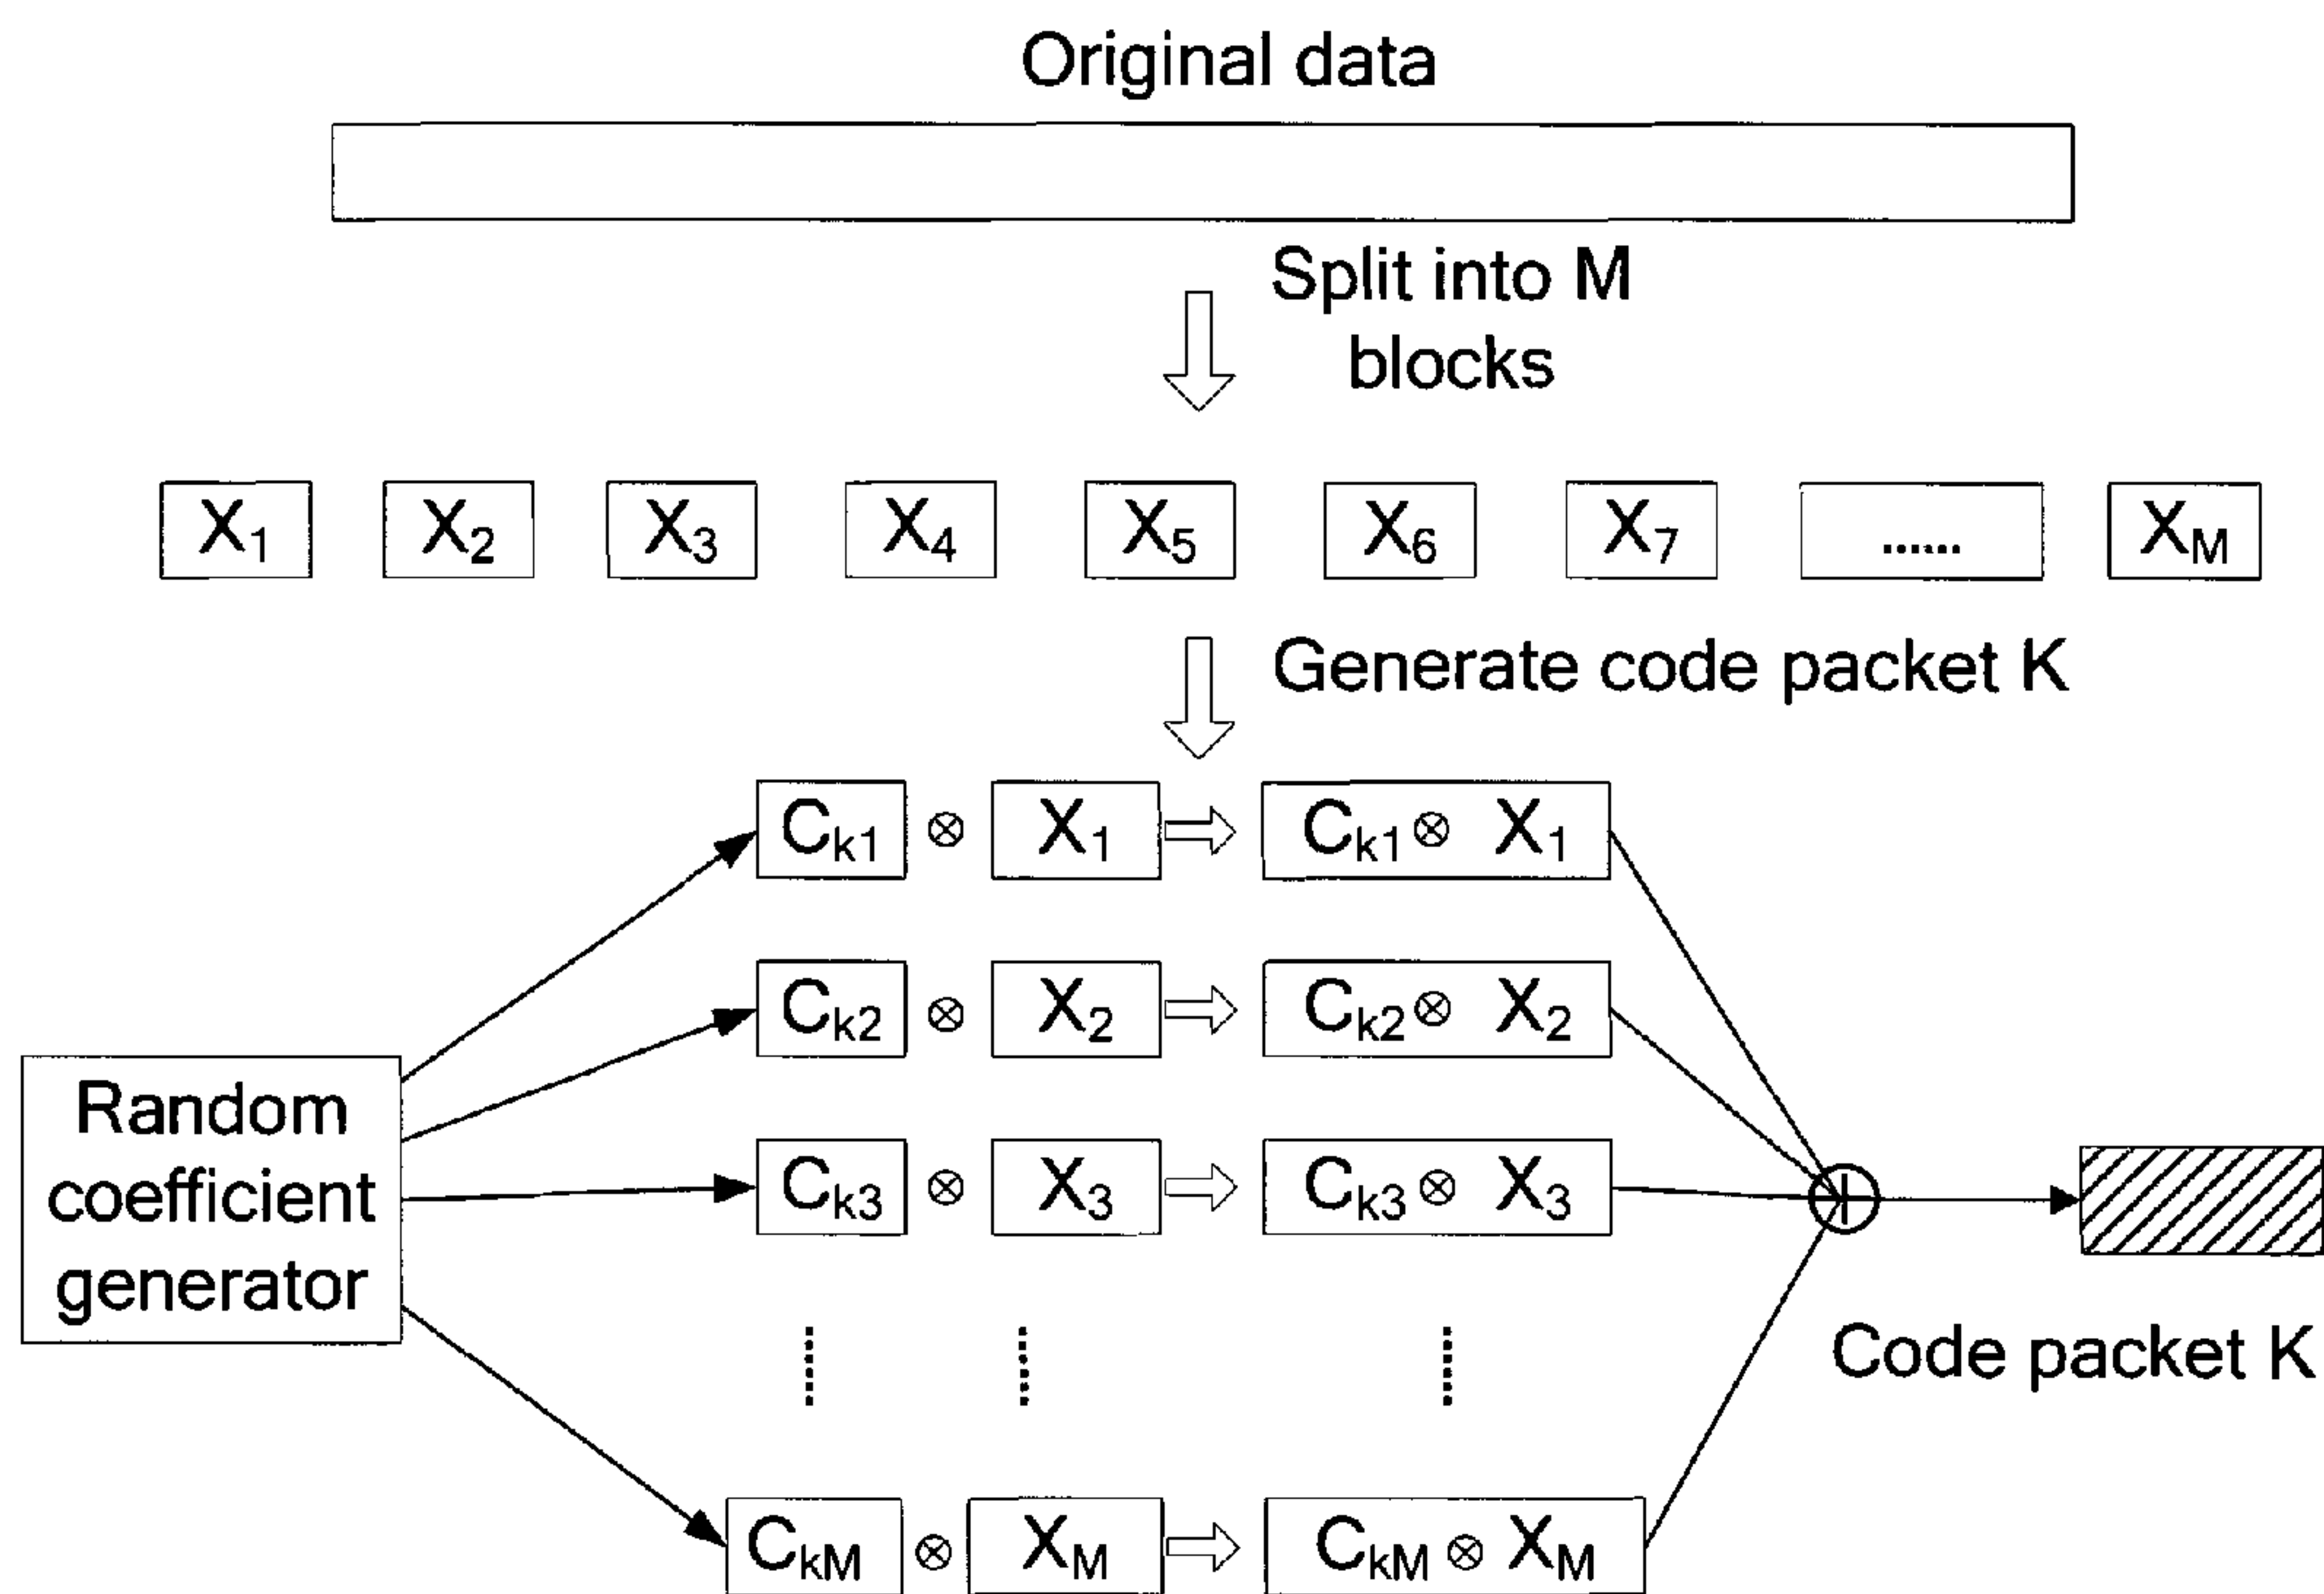 Original data
Split into M
blocks
X1 X2 X3 X4 X5 X6 X7 ...... XM
Generate code packet K
Ck1 ⊗ X1 Ck1 ⊗ X1
Ck2 ⊗ X2 Ck2 ⊗ X2
Ck3 ⊗ X3 Ck3 ⊗ X3
Random
coefficient
generator
Code packet K
CkM ⊗ XM CkM ⊗ XM